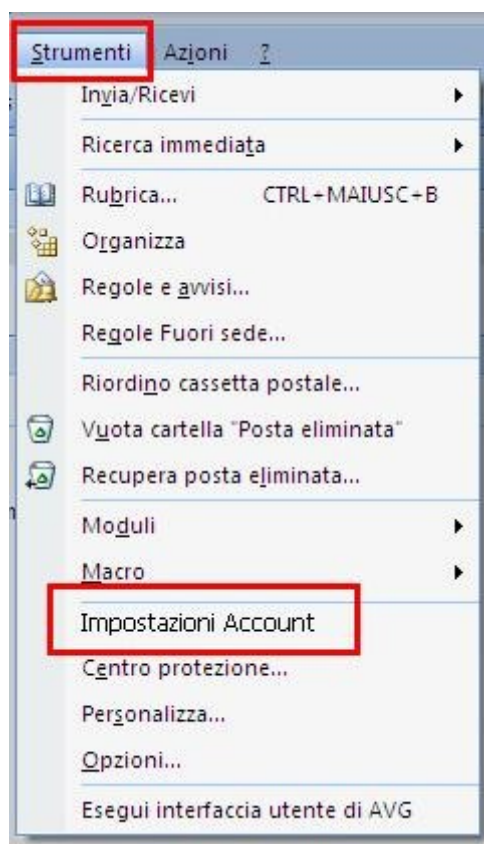 Strumenti Azioni ?
Invia/Ricevi
Ricerca immediata
Rubrica... CTRL+MAIUSC+B
Organizza
Regole e avvisi...
Regole Fuori sede...
Riordino cassetta postale...
Vuota cartella "Posta eliminata"
Recupera posta eliminata...
Moduli
Macro
Impostazioni Account
Centro protezione...
Personalizza...
Opzioni...
Esegui interfaccia utente di AVG